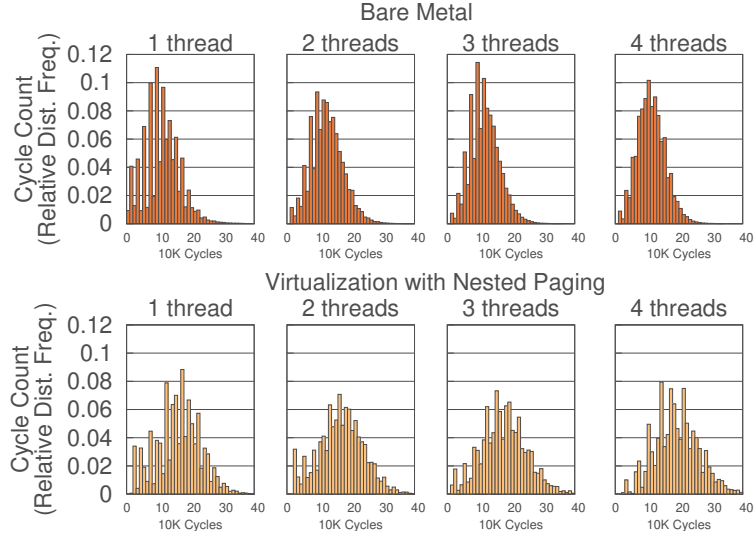 Bare Metal
1 thread
2 threads
3 threads
4 threads
Cycle Count
(Relative Dist. Freq.)
0.12
0.1
0.08
0.06
0.04
0.02
0
0 10 20 30 40
0 10 20 30 40
0 10 20 30 40
0 10 20 30 40
10K Cycles
10K Cycles
10K Cycles
10K Cycles
Virtualization with Nested Paging
1 thread
2 threads
3 threads
4 threads
Cycle Count
(Relative Dist. Freq.)
0.12
0.1
0.08
0.06
0.04
0.02
0
0 10 20 30 40
0 10 20 30 40
0 10 20 30 40
0 10 20 30 40
10K Cycles
10K Cycles
10K Cycles
10K Cycles